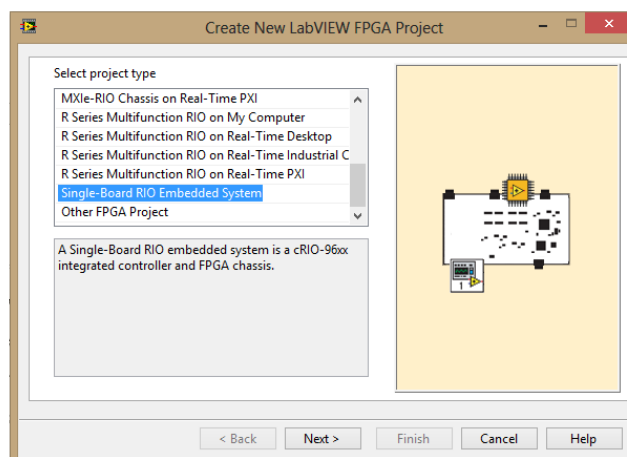 Create New LabVIEW FPGA Project
Select project type
MXIe-RIO Chassis on Real-Time PXI
R Series Multifunction RIO on My Computer
R Series Multifunction RIO on Real-Time Desktop
R Series Multifunction RIO on Real-Time Industrial C
R Series Multifunction RIO on Real-Time PXI
Single-Board RIO Embedded System
Other FPGA Project
A Single-Board RIO embedded system is a cRIO-96xx
integrated controller and FPGA chassis.
1
< Back
Next >
Finish
Cancel
Help